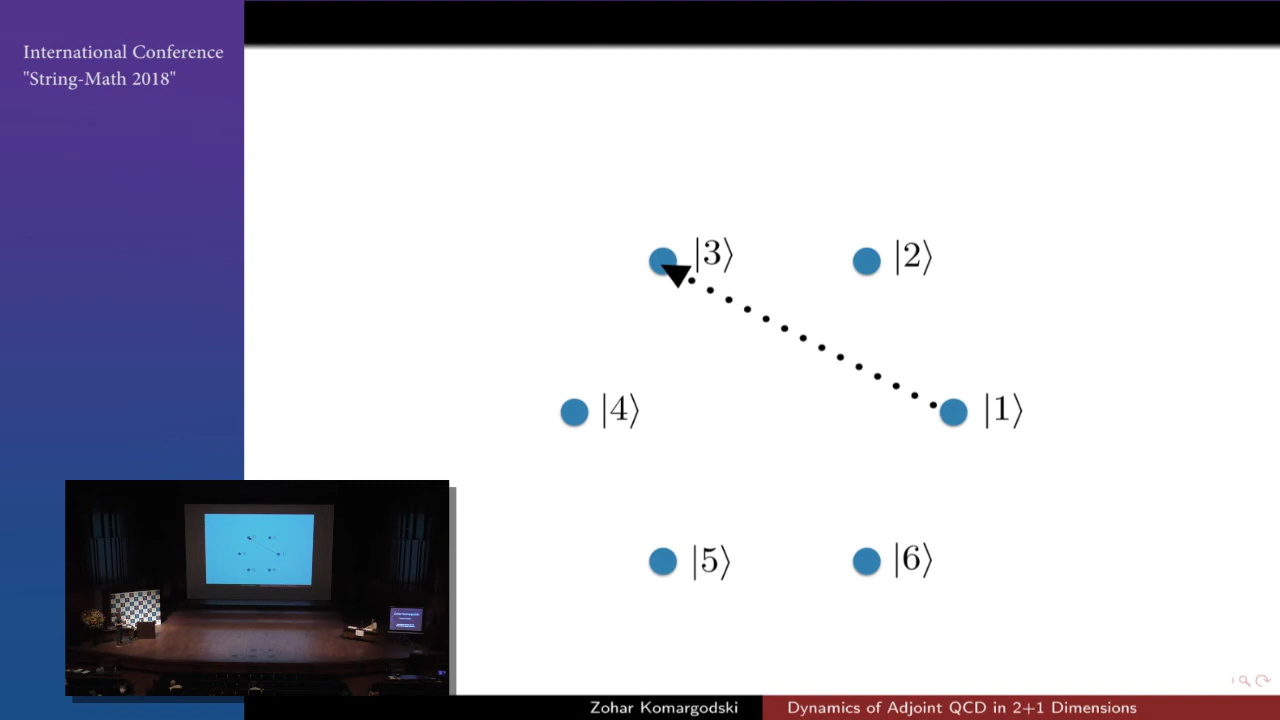 International Conference
"String-Math 2018"
|3⟩
|2⟩
|4⟩
|1⟩
|5⟩
|6⟩
Zohar Komargodski
Dynamics of Adjoint QCD in 2+1 Dimensions